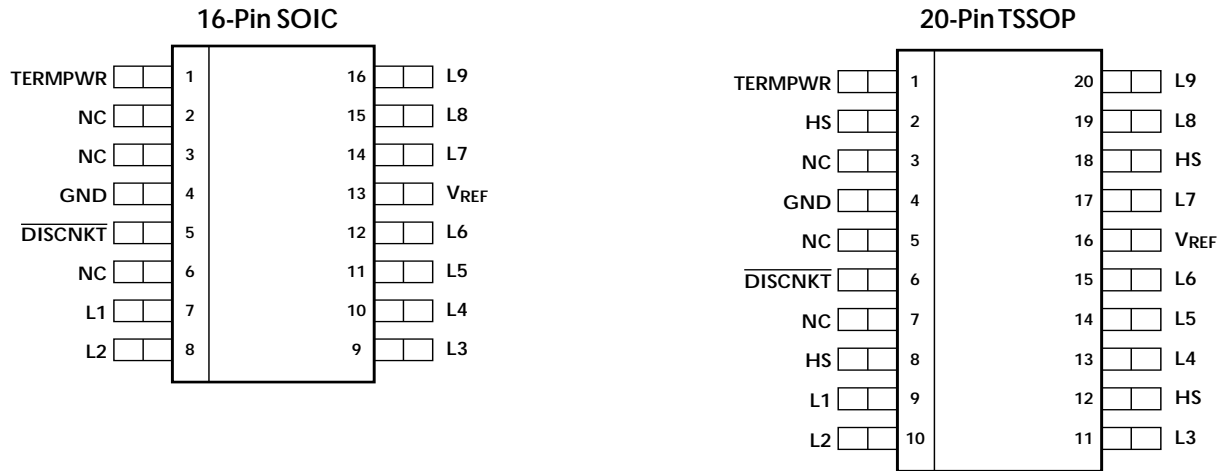 16-Pin SOIC
TERMPWR 1 16 L9
NC 2 15 L8
NC 3 14 L7
GND 4 13 VREF
DISCNKT 5 12 L6
NC 6 11 L5
L1 7 10 L4
L2 8 9 L3
20-Pin TSSOP
TERMPWR 1 20 L9
HS 2 19 L8
NC 3 18 HS
GND 4 17 L7
NC 5 16 VREF
DISCNKT 6 15 L6
NC 7 14 L5
HS 8 13 L4
L1 9 12 HS
L2 10 11 L3